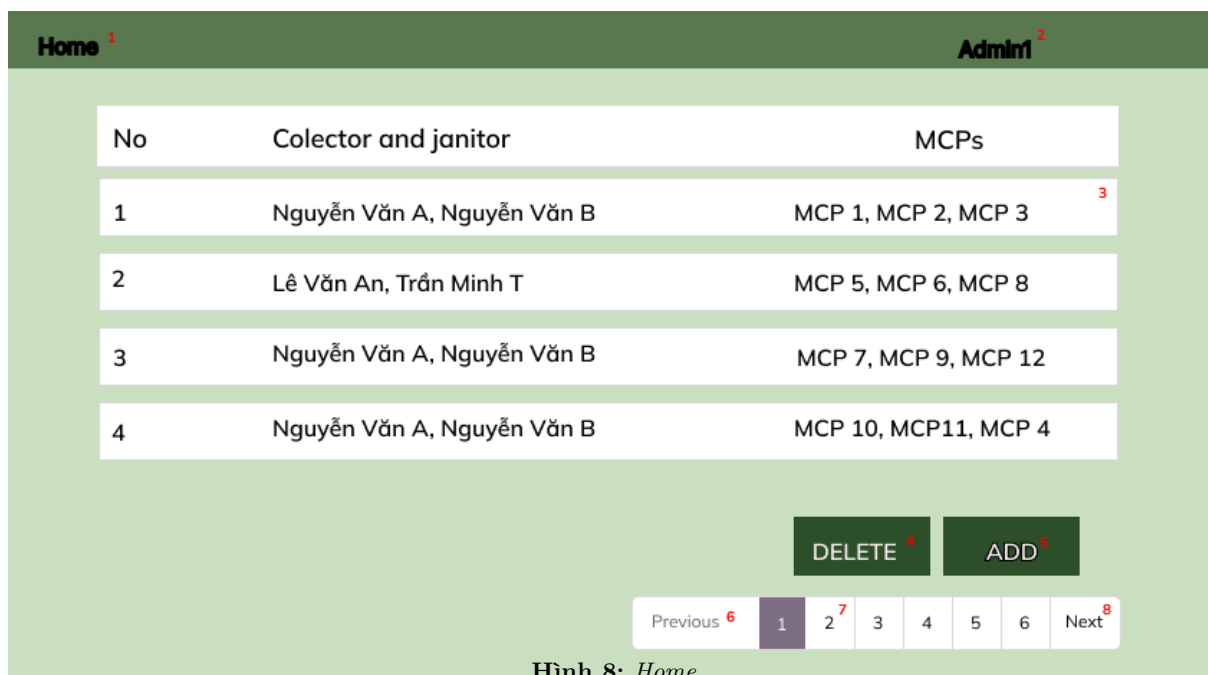 Home 1 Admin1 2
No Colector and janitor MCPs
1 Nguyễn Văn A, Nguyễn Văn B MCP 1, MCP 2, MCP 3 3
2 Lê Văn An, Trần Minh T MCP 5, MCP 6, MCP 8
3 Nguyễn Văn A, Nguyễn Văn B MCP 7, MCP 9, MCP 12
4 Nguyễn Văn A, Nguyễn Văn B MCP 10, MCP11, MCP 4
DELETE 4 ADD 5
Previous 6 1 2 7 3 4 5 6 Next 8
Hình 8: Home